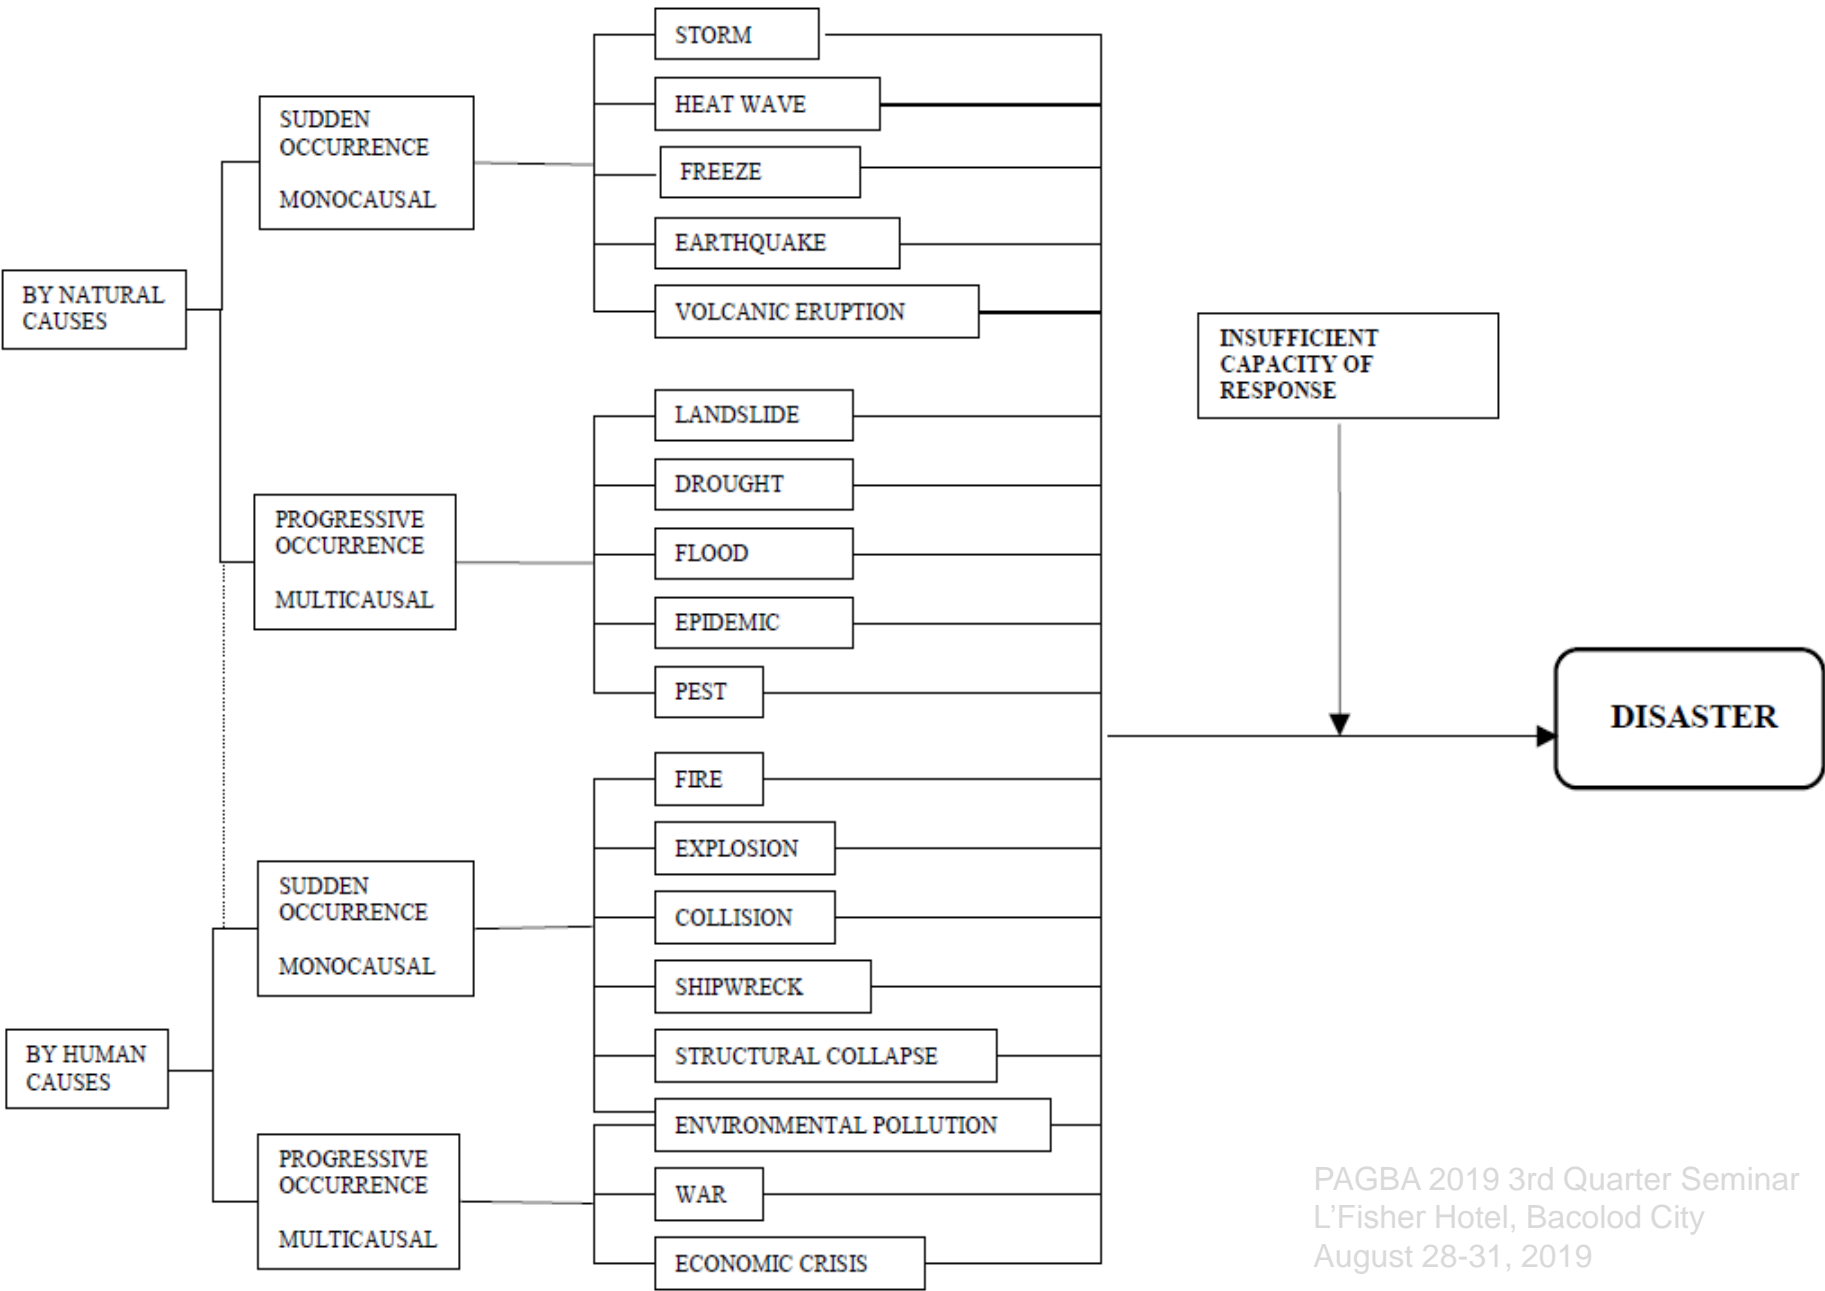 BY NATURAL
CAUSES
SUDDEN
OCCURRENCE
MONOCAUSAL
STORM
HEAT WAVE
FREEZE
EARTHQUAKE
VOLCANIC ERUPTION
PROGRESSIVE
OCCURRENCE
MULTICAUSAL
LANDSLIDE
DROUGHT
FLOOD
EPIDEMIC
PEST
BY HUMAN
CAUSES
SUDDEN
OCCURRENCE
MONOCAUSAL
FIRE
EXPLOSION
COLLISION
SHIPWRECK
STRUCTURAL COLLAPSE
ENVIRONMENTAL POLLUTION
PROGRESSIVE
OCCURRENCE
MULTICAUSAL
WAR
ECONOMIC CRISIS
INSUFFICIENT
CAPACITY OF
RESPONSE
DISASTER
PAGBA 2019 3rd Quarter Seminar
L’Fisher Hotel, Bacolod City
August 28-31, 2019